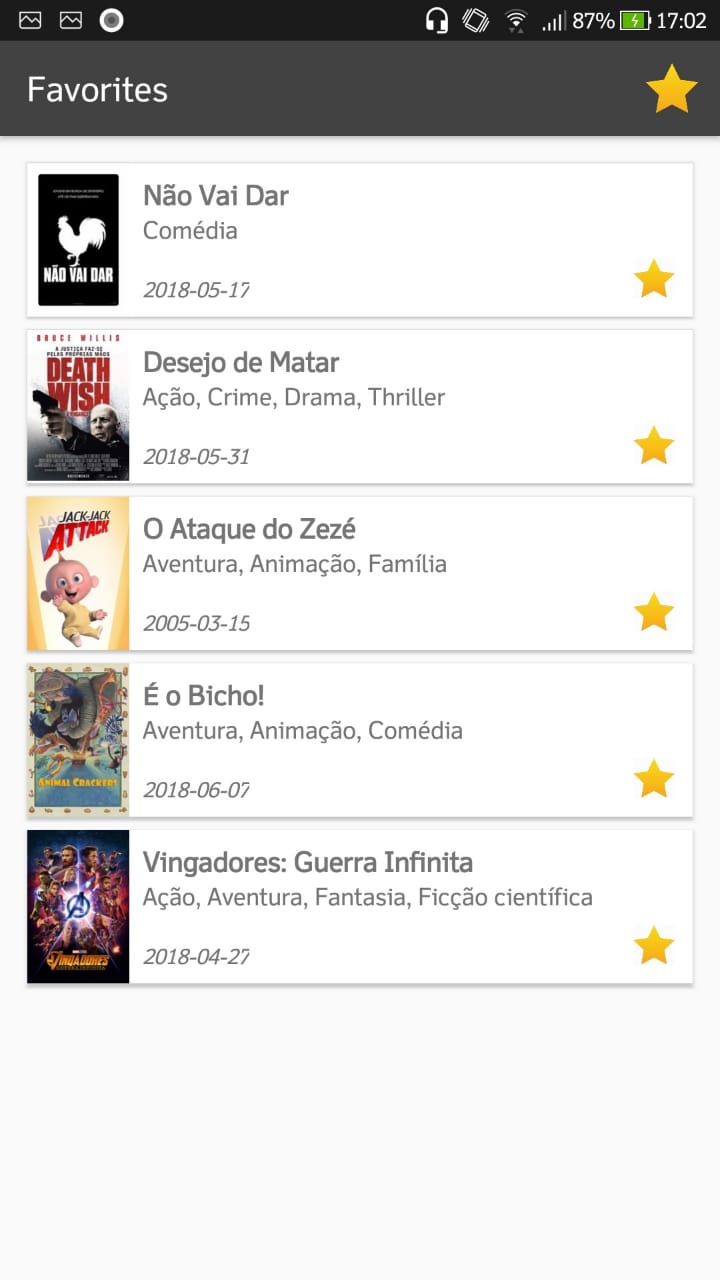 87% 17:02
Favorites
NÃO VAI DAR
Não Vai Dar
Comédia
2018-05-17
BRUCE WILLIS
A JUSTIÇA FAZ-SE
PELAS PRÓPRIAS MÃOS
DEATH
WISH
Desejo de Matar
Ação, Crime, Drama, Thriller
2018-05-31
JACK-JACK
ATTACK
O Ataque do Zezé
Aventura, Animação, Família
2005-03-15
ANIMAL CRACKERS
É o Bicho!
Aventura, Animação, Comédia
2018-06-07
VINGADORES
GUERRA INFINITA
Vingadores: Guerra Infinita
Ação, Aventura, Fantasia, Ficção científica
2018-04-27